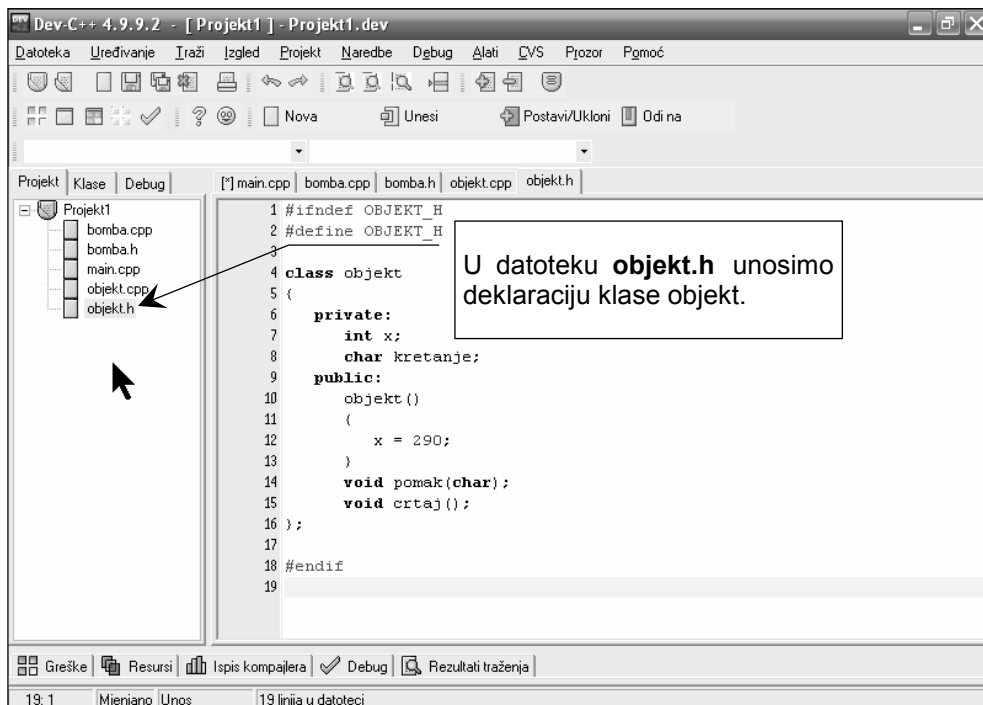 Dev-C++ 4.9.9.2 - [ Projekt1 ] - Projekt1.dev
Datoteka Uređivanje Iraži Izgled Projekt Naredbe Debug Alati CVS Prozor Pomoć
Nova Unesi Postavi/Ukloni Odi na
Projekt Klase Debug
[*] main.cpp bomba.cpp bomba.h objekt.cpp objekt.h
Projekt1
bomba.cpp
bomba.h
main.cpp
objekt.cpp
objekt.h
1 #ifndef OBJEKT_H
2 #define OBJEKT_H
3
4 class objekt
5 {
6 private:
7 int x;
8 char kretanje;
9 public:
10 objekt()
11 {
12 x = 290;
13 }
14 void pomak(char);
15 void crtaj();
16 };
17
18 #endif
19
U datoteku objekt.h unosimo
deklaraciju klase objekt.
Greške Resursi Ispis kompajlera Debug Rezultati traženja
19: 1 Mijenjano Unos 19 linija u datoteci